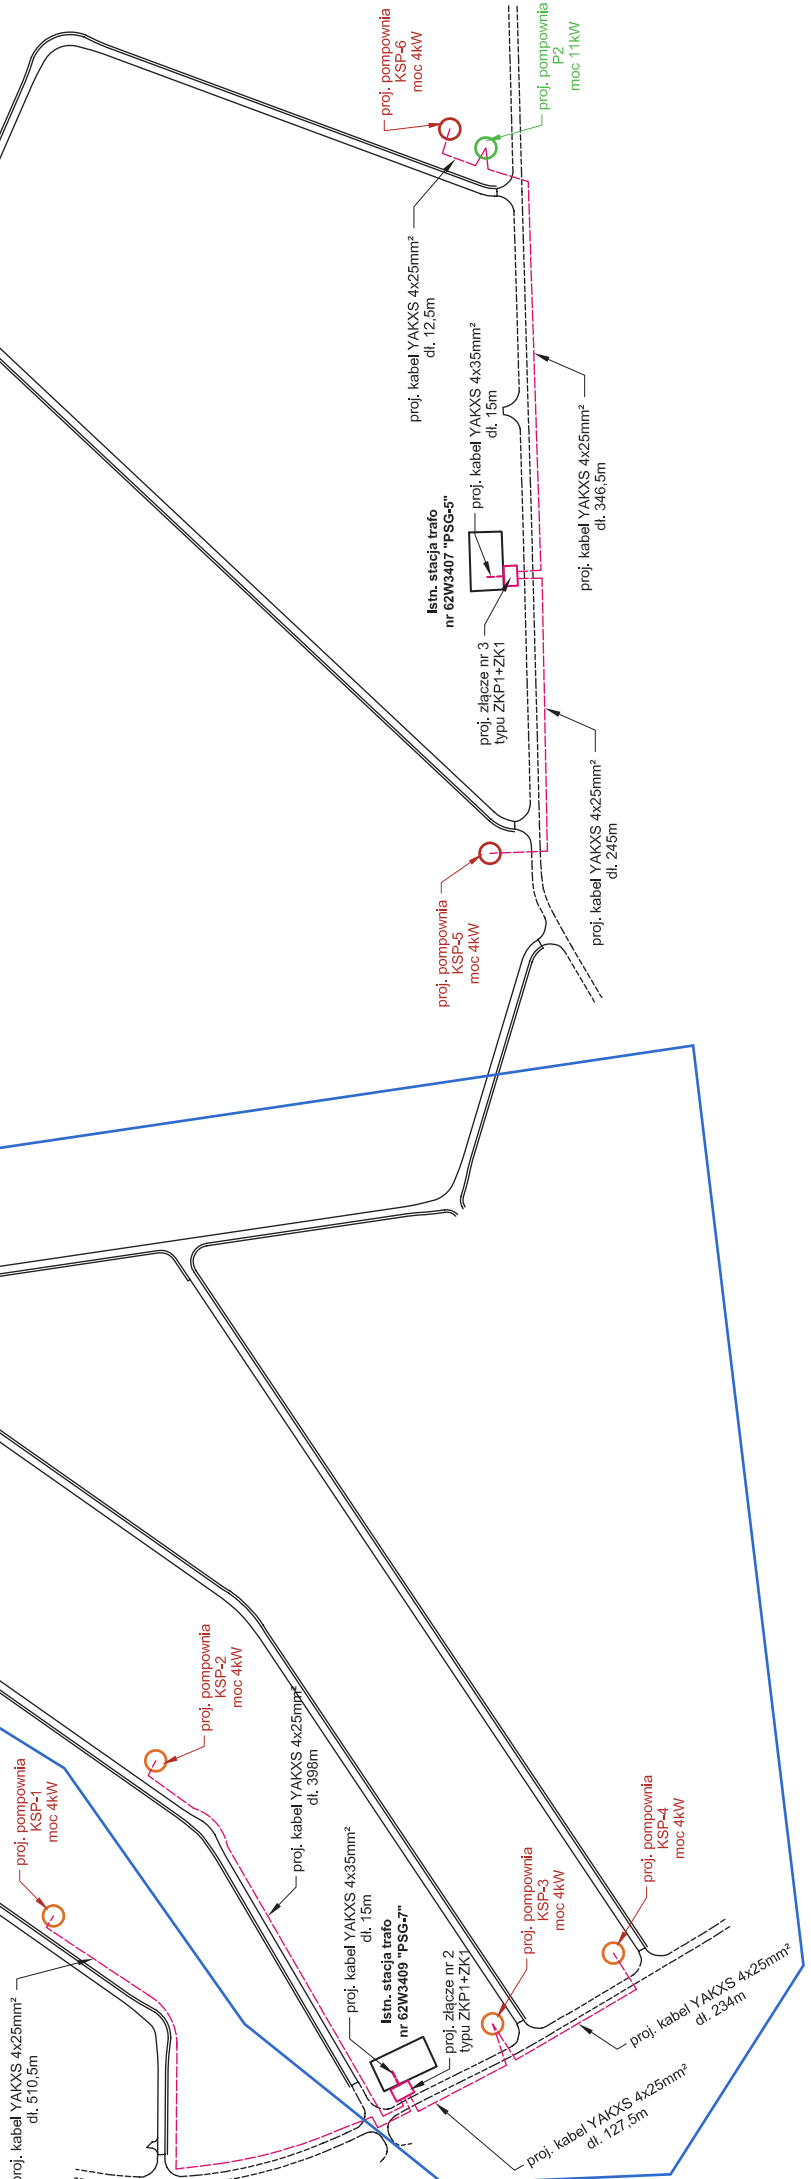 proj. pompownia
KSP-6
moc 4kW
proj. pompownia
P2
moc 11kW
proj. kabel YAKXS 4x25mm²
dł. 12,5m
proj. kabel YAKXS 4x35mm²
dł. 15m
Istn. stacja trafo
nr 62W3407 "PSG-5"
proj. kabel YAKXS 4x25mm²
dł. 346,5m
proj. złącze nr 3
typu ZKP1+ZK1
proj. kabel YAKXS 4x25mm²
dł. 245m
proj. pompownia
KSP-5
moc 4kW
proj. pompownia
KSP-2
moc 4kW
proj. kabel YAKXS 4x25mm²
dł. 398m
proj. pompownia
KSP-1
moc 4kW
proj. kabel YAKXS 4x35mm²
dł. 15m
Istn. stacja trafo
nr 62W3409 "PSG-7"
proj. złącze nr 2
typu ZKP1+ZK1
proj. pompownia
KSP-3
moc 4kW
proj. pompownia
KSP-4
moc 4kW
proj. kabel YAKXS 4x25mm²
dł. 510,5m
proj. kabel YAKXS 4x25mm²
dł. 234m
proj. kabel YAKXS 4x25mm²
dł. 127,5m